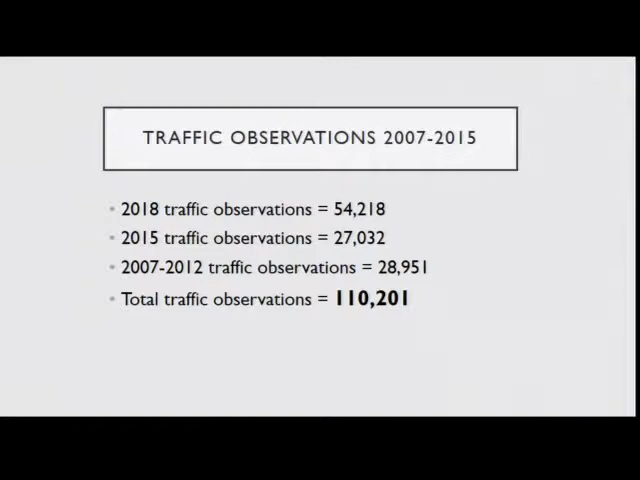 TRAFFIC OBSERVATIONS 2007-2015
• 2018 traffic observations = 54,218
• 2015 traffic observations = 27,032
• 2007-2012 traffic observations = 28,951
• Total traffic observations = 110,201